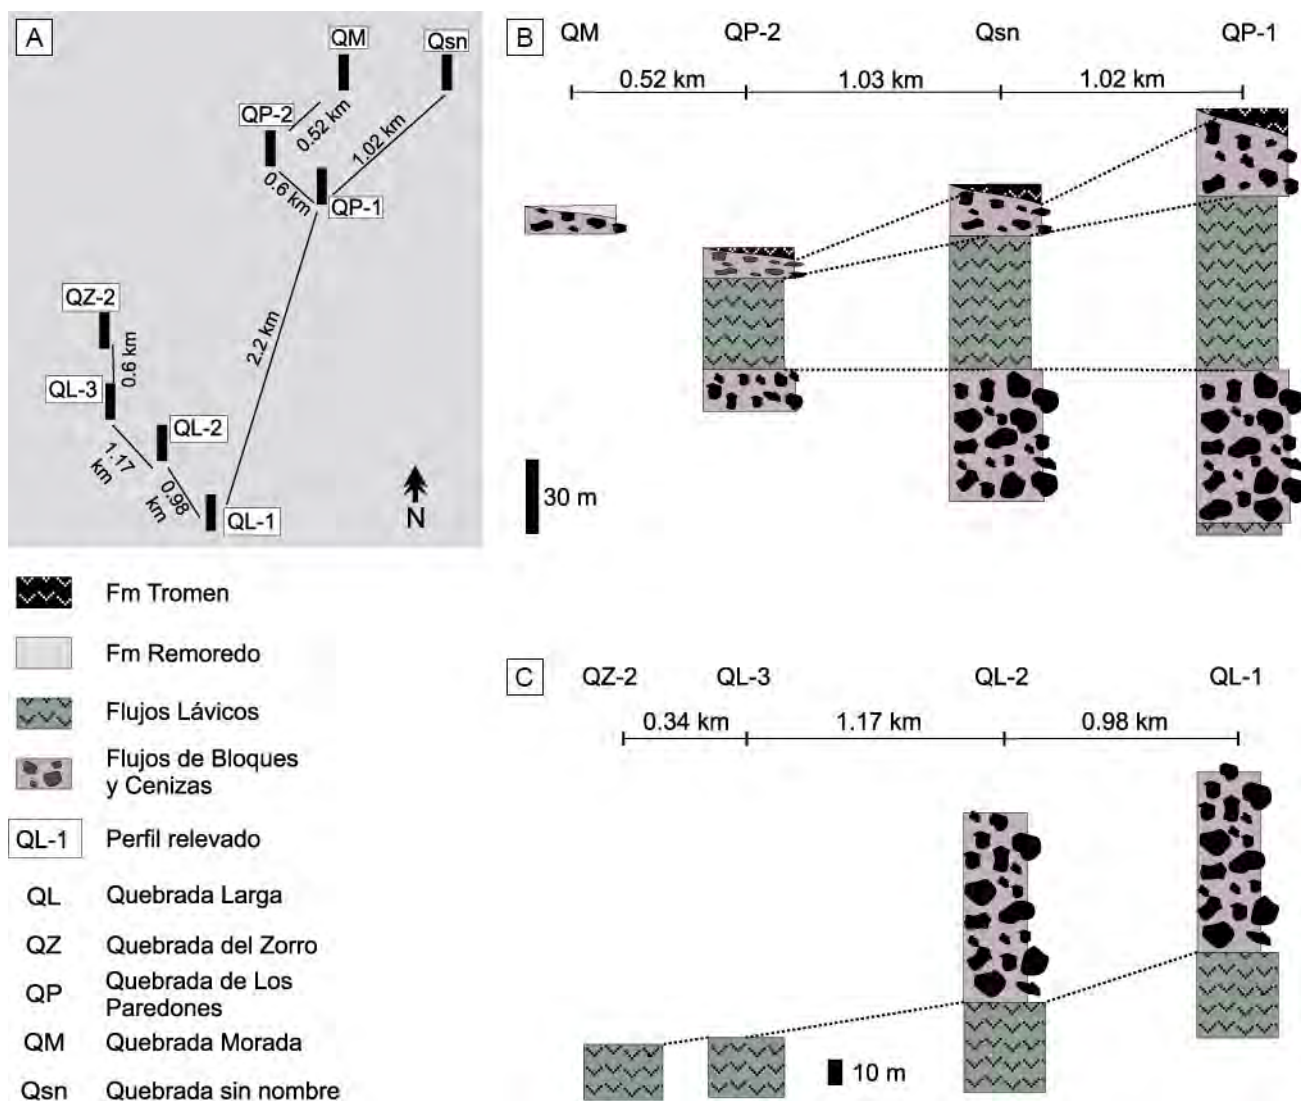 A
QM
Qsn
QP-2
0.52 km
1.02 km
0.6 km
QP-1
2.2 km
QZ-2
0.6 km
QL-3
QL-2
1.17
km
0.98
km
QL-1
N
B
QM
QP-2
Qsn
QP-1
0.52 km
1.03 km
1.02 km
30 m
Fm Tromen
Fm Remoredo
Flujos Lávicos
Flujos de Bloques
y Cenizas
QL-1
Perfil relevado
QL
Quebrada Larga
QZ
Quebrada del Zorro
QP
Quebrada de Los
Paredones
QM
Quebrada Morada
Qsn
Quebrada sin nombre
C
QZ-2
QL-3
QL-2
QL-1
0.34 km
1.17 km
0.98 km
10 m